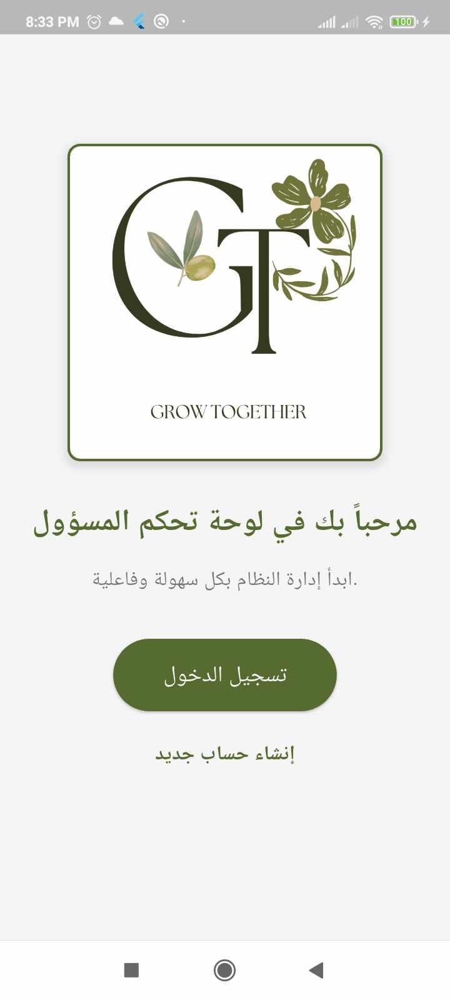 8:33 PM
100
GT
GROW TOGETHER
مرحباً بك في لوحة تحكم المسؤول
.ابدأ إدارة النظام بكل سهولة وفاعلية
تسجيل الدخول
إنشاء حساب جديد